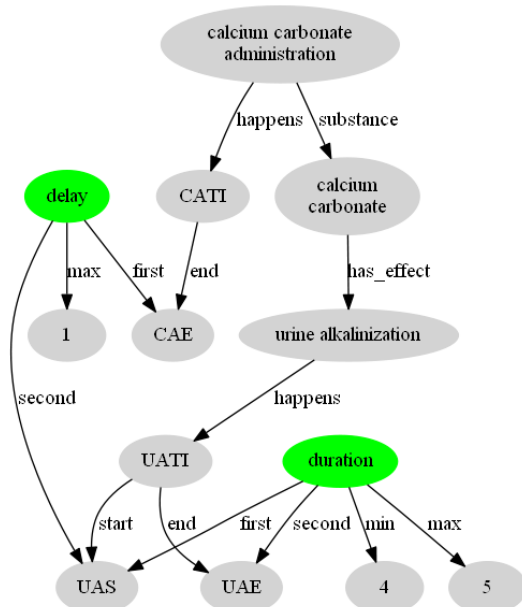 calcium carbonate
administration
happens
substance
delay
CATI
calcium
carbonate
max
first
end
has_effect
1
CAE
urine alkalinization
second
happens
UATI
duration
start
end
first
second
min
max
UAS
UAE
4
5